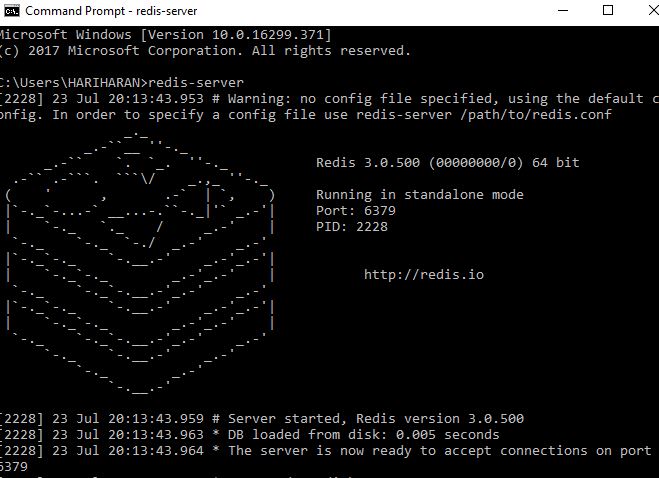 Command Prompt - redis-server
Microsoft Windows [Version 10.0.16299.371]
(c) 2017 Microsoft Corporation. All rights reserved.
C:\Users\HARIHARAN>redis-server
[2228] 23 Jul 20:13:43.953 # Warning: no config file specified, using the default c
onfig. In order to specify a config file use redis-server /path/to/redis.conf
Redis 3.0.500 (00000000/0) 64 bit
Running in standalone mode
Port: 6379
PID: 2228
http://redis.io
[2228] 23 Jul 20:13:43.959 # Server started, Redis version 3.0.500
[2228] 23 Jul 20:13:43.963 * DB loaded from disk: 0.005 seconds
[2228] 23 Jul 20:13:43.964 * The server is now ready to accept connections on port
6379